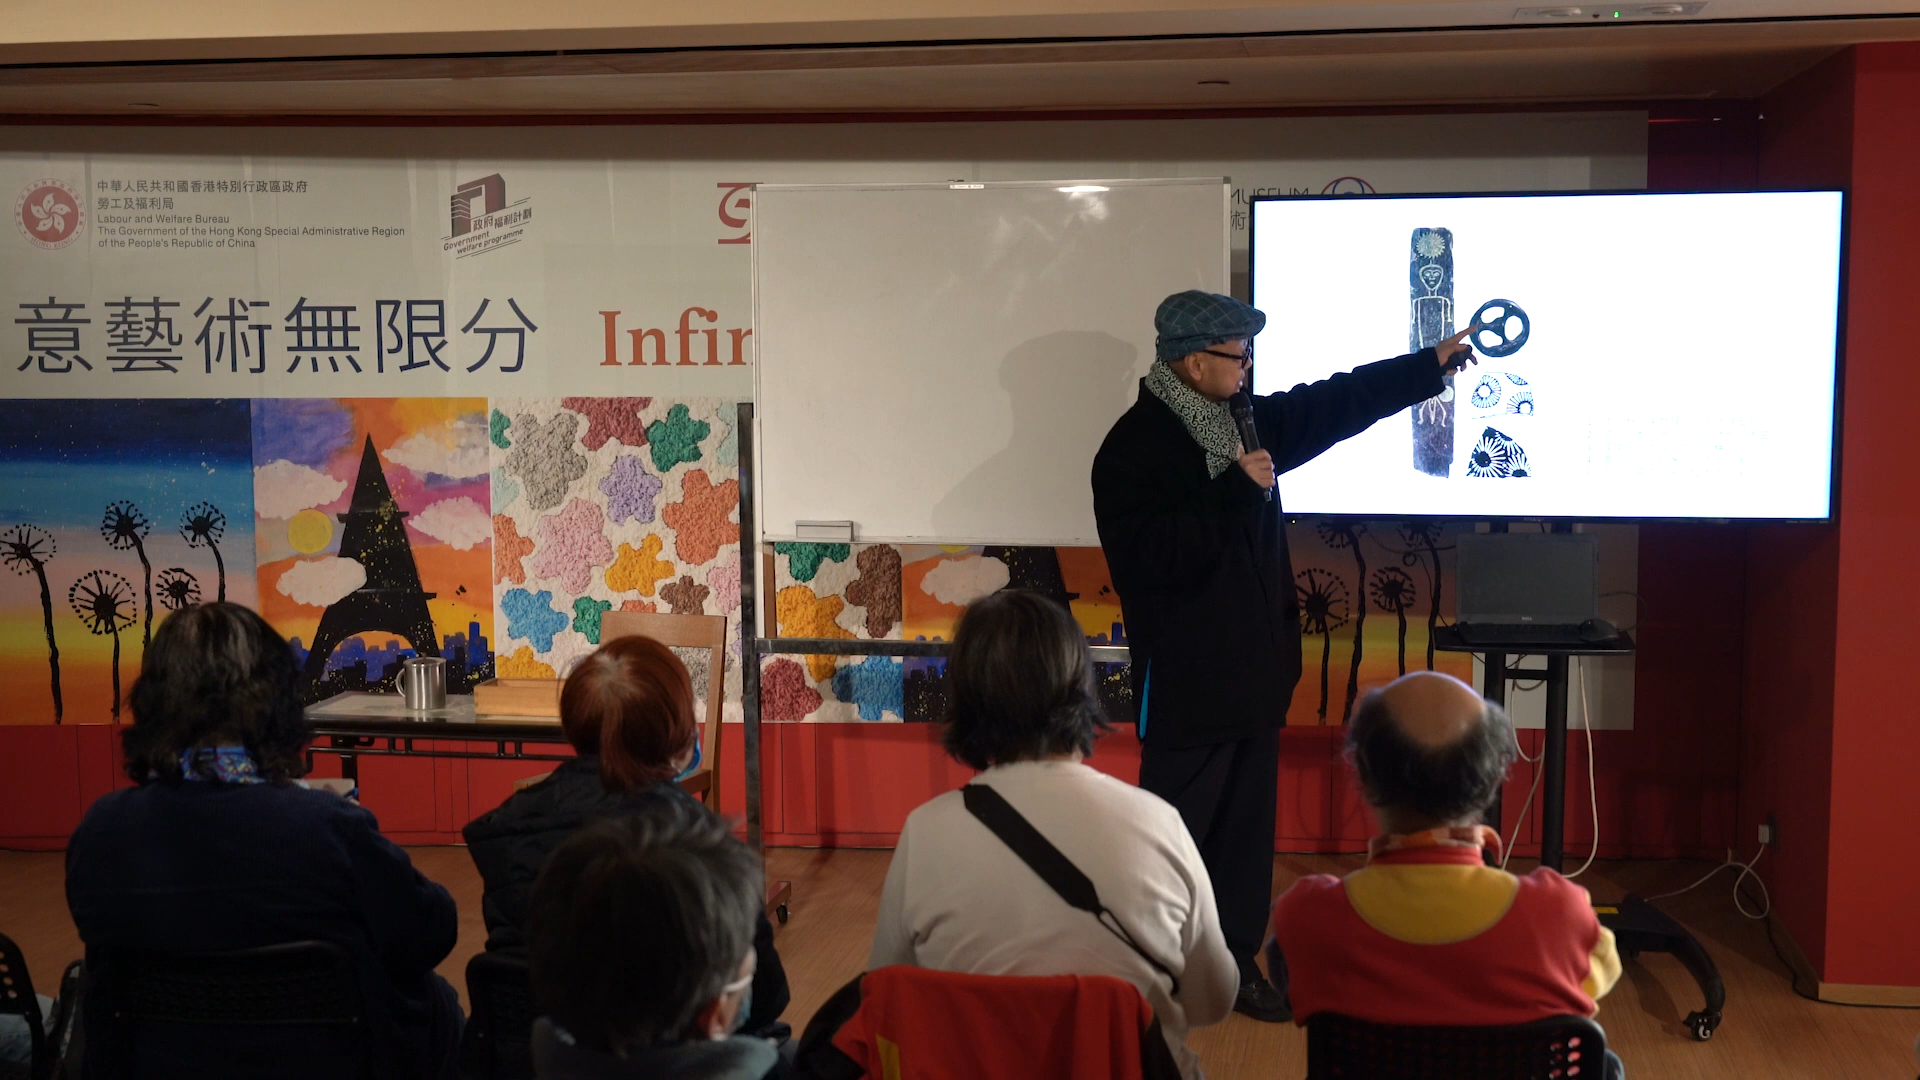 中華人民共和國香港特別行政區政府
勞工及福利局
Labour and Welfare Bureau
The Government of the Hong Kong Special Administrative Region
of the People's Republic of China
政府福利計劃
Government
welfare programme
MUSEUM
術
意藝術無限分
Infin